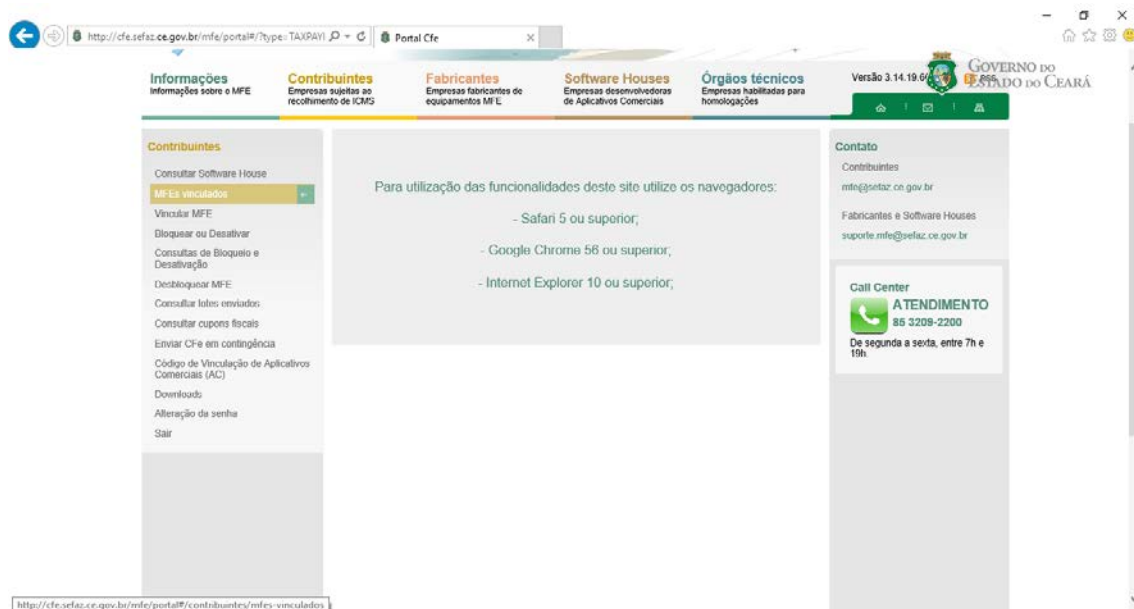 http://cfe.sefaz.ce.gov.br/mfe/portal#/?type=TAXPAYI
Portal Cfe
GOVERNO DO
ESTADO DO CEARÁ
Informações
Informações sobre o MFE
Contribuintes
Empresas sujeitas ao
recolhimento de ICMS
Fabricantes
Empresas fabricantes de
equipamentos MFE
Software Houses
Empresas desenvolvedoras
de Aplicativos Comerciais
Órgãos técnicos
Empresas habilitadas para
homologações
Versão 3.14.19.6
Contribuintes
Consultar Software House
MFEs vinculados
Vincular MFE
Bloquear ou Desativar
Consultas de Bloqueio e
Desativação
Desbloquear MFE
Consultar lotes enviados
Consultar cupons fiscais
Enviar CFe em contingência
Código de Vinculação de Aplicativos
Comerciais (AC)
Downloads
Alteração da senha
Sair
Para utilização das funcionalidades deste site utilize os navegadores:
- Safari 5 ou superior;
- Google Chrome 56 ou superior;
- Internet Explorer 10 ou superior;
Contato
Contribuintes
mfe@sefaz.ce.gov.br
Fabricantes e Software Houses
suporte.mfe@sefaz.ce.gov.br
Call Center
ATENDIMENTO
85 3209-2200
De segunda a sexta, entre 7h e
19h.
http://cfe.sefaz.ce.gov.br/mfe/portal#/contribuintes/mfes-vinculados